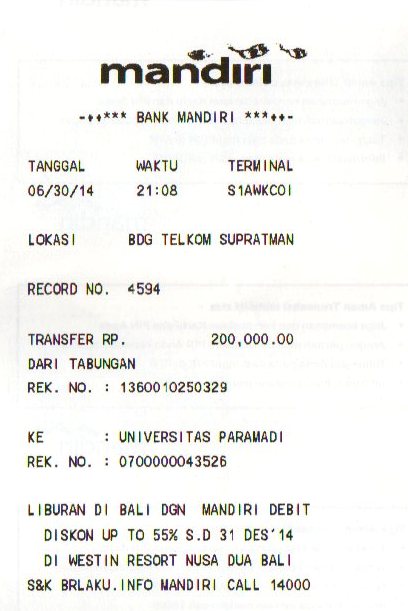 mandiri
-++*** BANK MANDIRI ***++-
TANGGAL WAKTU TERMINAL
06/30/14 21:08 S1AWKCOI
LOKASI BDG TELKOM SUPRATMAN
RECORD NO. 4594
TRANSFER RP. 200,000.00
DARI TABUNGAN
REK. NO. : 1360010250329
KE : UNIVERSITAS PARAMADI
REK. NO. : 0700000043526
LIBURAN DI BALI DGN MANDIRI DEBIT
DISKON UP TO 55% S.D 31 DES'14
DI WESTIN RESORT NUSA DUA BALI
S&K BRLAKU.INFO MANDIRI CALL 14000